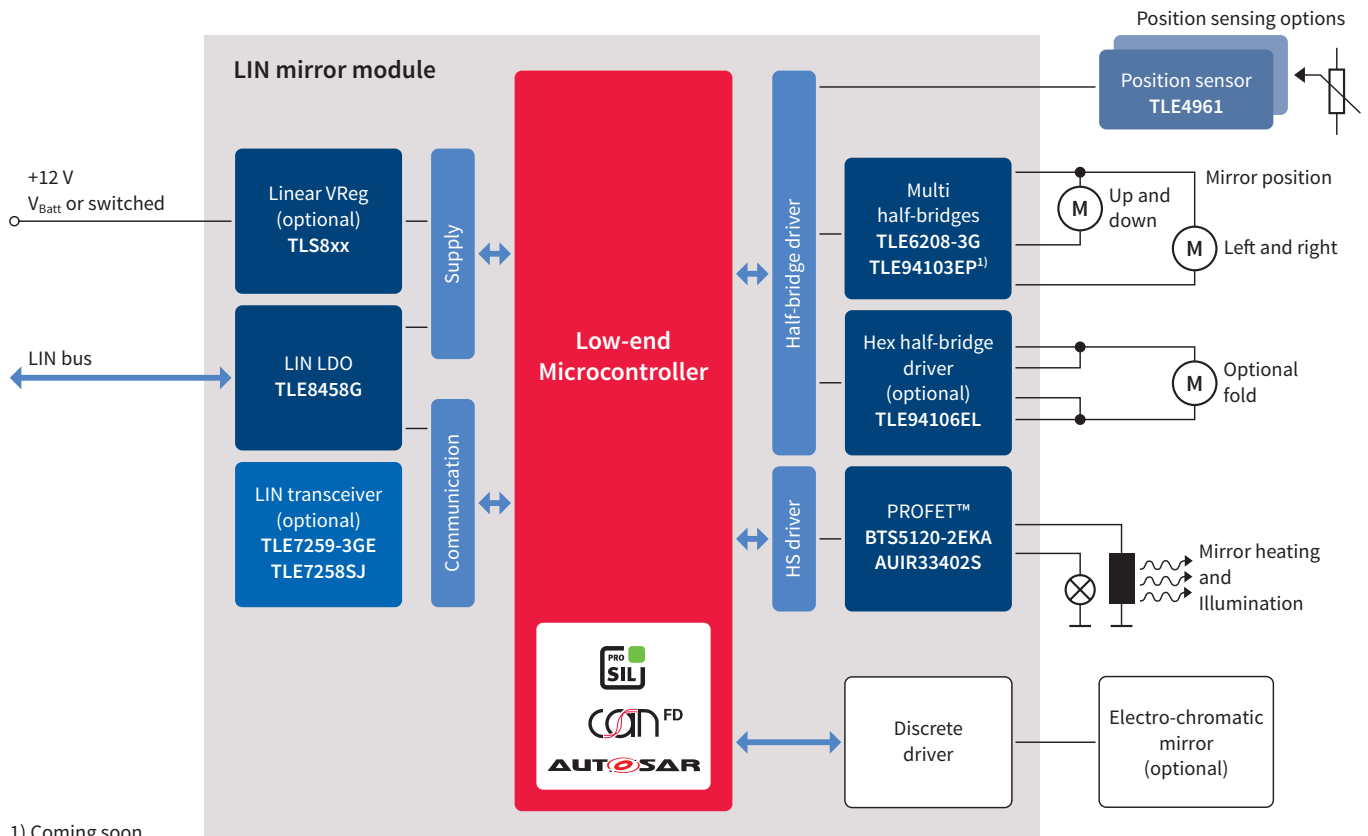 Position sensing options
LIN mirror module
Position sensor
TLE4961
+12 V
VBatt or switched
Linear VReg
(optional)
TLS8xx
Supply
LIN bus
LIN LDO
TLE8458G
LIN transceiver
(optional)
TLE7259-3GE
TLE7258SJ
Communication
Low-end
Microcontroller
PRO
SIL
CAN FD
AUTOSAR
Half-bridge driver
Multi
half-bridges
TLE6208-3G
TLE94103EP1)
Mirror position
M
Up and
down
M
Left and right
Hex half-bridge
driver
(optional)
TLE94106EL
M
Optional
fold
HS driver
PROFET™
BTS5120-2EKA
AUIR33402S
Mirror heating
and
Illumination
Discrete
driver
Electro-chromatic
mirror
(optional)
1) Coming soon